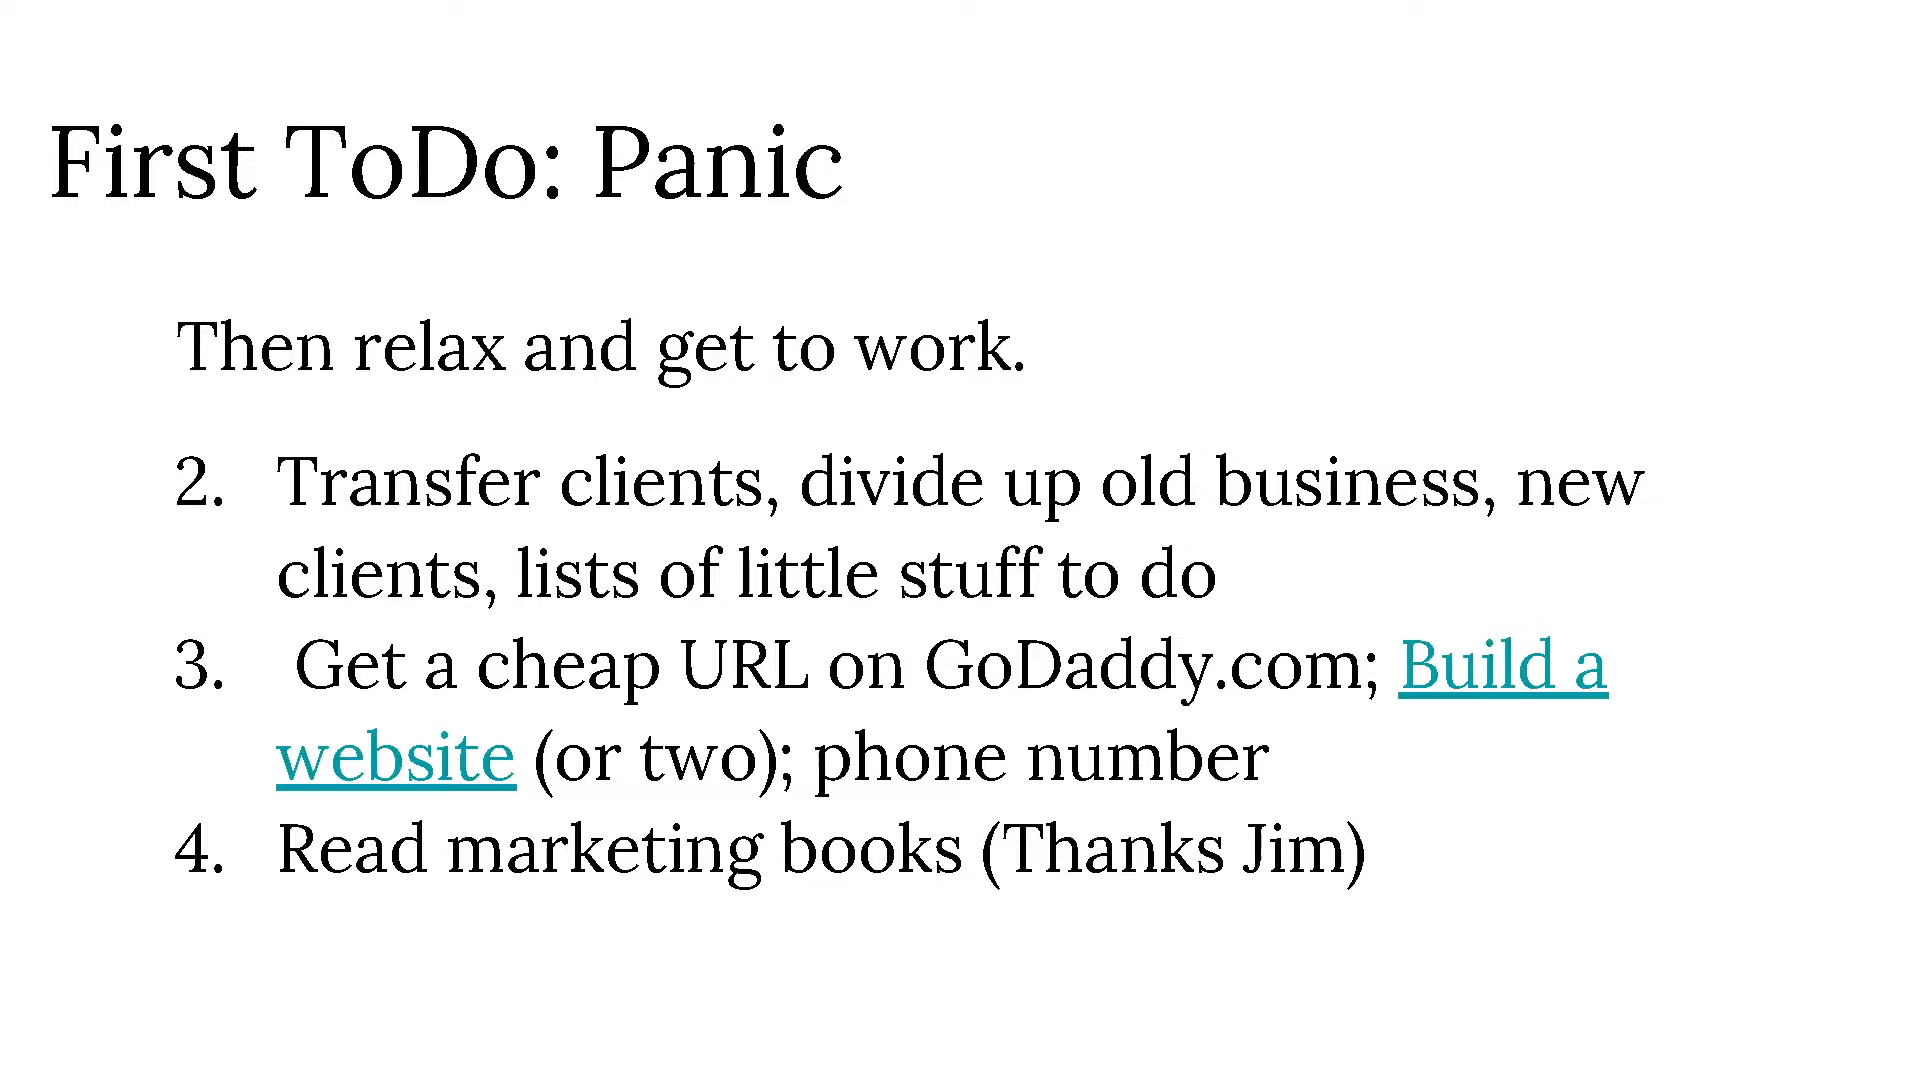 First ToDo: Panic
Then relax and get to work.
2. Transfer clients, divide up old business, new
clients, lists of little stuff to do
3. Get a cheap URL on GoDaddy.com; Build a
website (or two); phone number
4. Read marketing books (Thanks Jim)